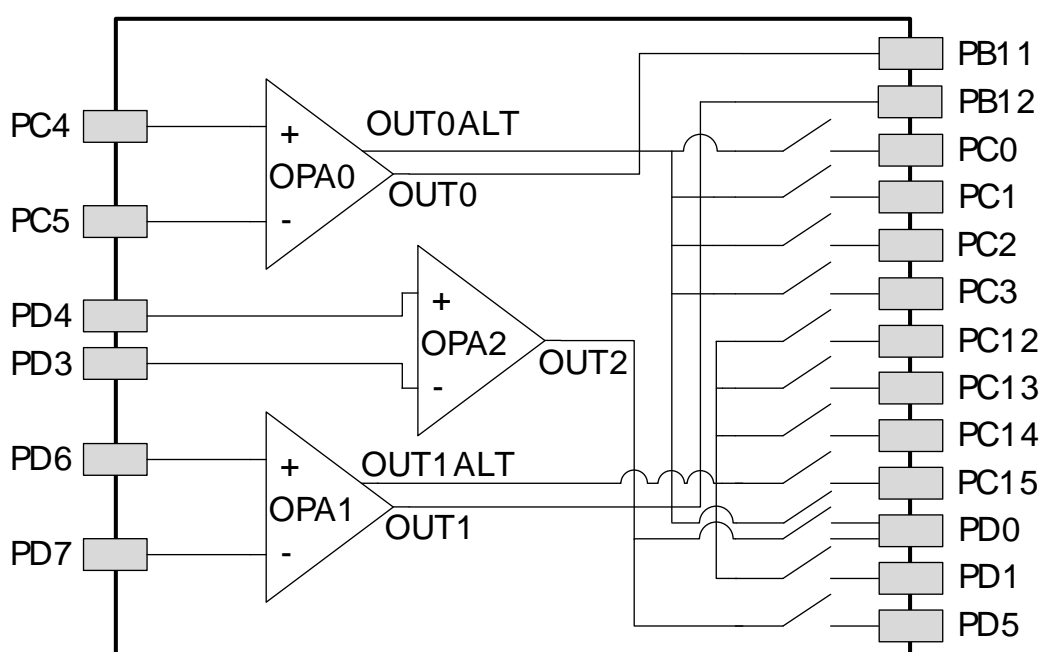 PC4
PC5
PD4
PD3
PD6
PD7
+
OPA0
-
OUT0ALT
OUT0
+
OPA2
-
OUT2
+
OPA1
-
OUT1ALT
OUT1
PB11
PB12
PC0
PC1
PC2
PC3
PC12
PC13
PC14
PC15
PD0
PD1
PD5